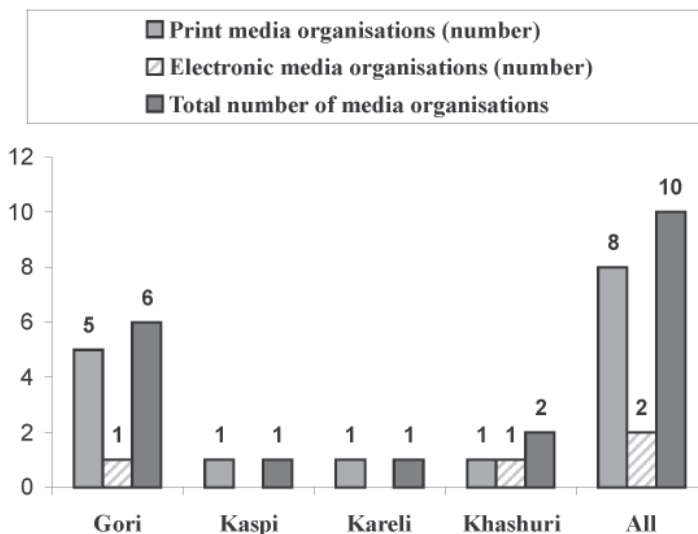 Print media organisations (number)
Electronic media organisations (number)
Total number of media organisations
12
10
8
6
4
2
0
5
1
6
1
1
1
1
1
1
2
8
2
10
Gori
Kaspi
Kareli
Khashuri
All